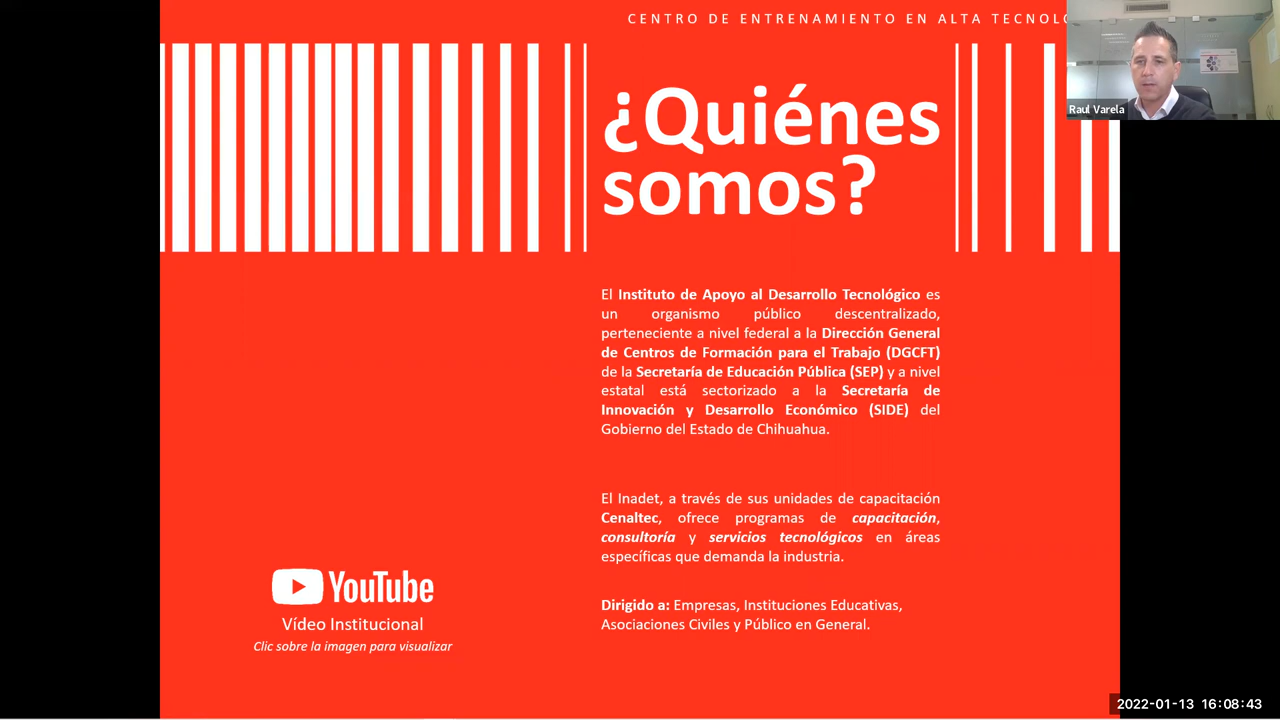 CENTRO DE ENTRENAMIENTO EN ALTA
Raul Varela
¿Quiénes
somos?
El Instituto de Apoyo al Desarrollo Tecnológico es
un organismo público descentralizado,
perteneciente a nivel federal a la Dirección General
de Centros de Formación para el Trabajo (DGCFT)
de la Secretaría de Educación Pública (SEP) y a nivel
estatal está sectorizado a la Secretaría de
Innovación y Desarrollo Económico (SIDE) del
Gobierno del Estado de Chihuahua.
El Inadet, a través de sus unidades de capacitación
Cenaltec, ofrece programas de capacitación,
consultoría y servicios tecnológicos en áreas
específicas que demanda la industria.
Dirigido a: Empresas, Instituciones Educativas,
Asociaciones Civiles y Público en General.
YouTube
Vídeo Institucional
Clic sobre la imagen para visualizar
2022-01-13 16:08:43